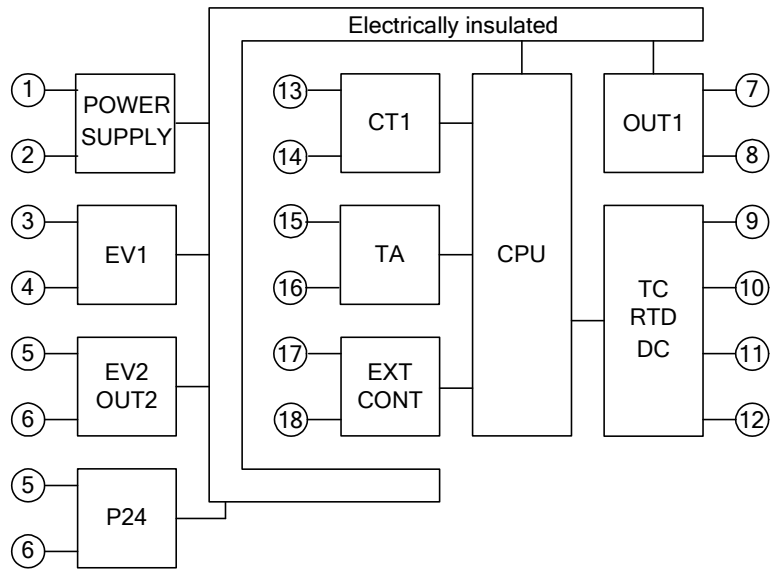 Electrically insulated
1
2
POWER
SUPPLY
3
4
EV1
5
6
EV2
OUT2
5
6
P24
13
14
CT1
15
16
TA
17
18
EXT
CONT
CPU
OUT1
7
8
TC
RTD
DC
9
10
11
12